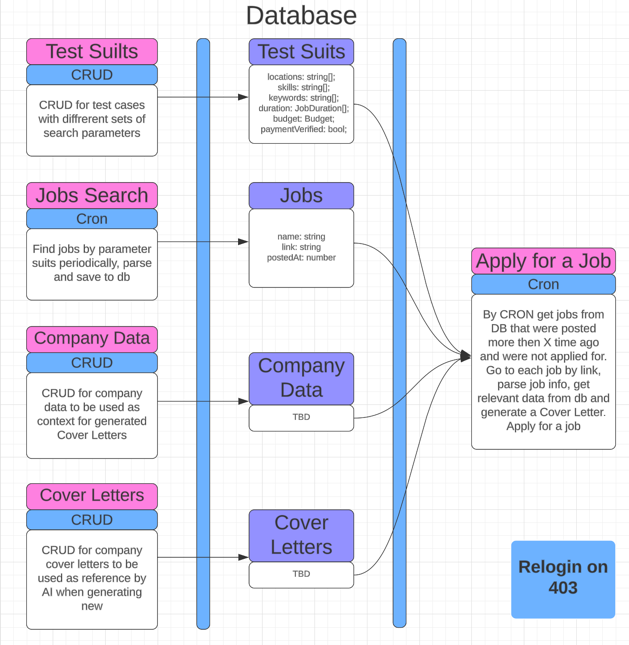 Database
Test Suilts
CRUD
CRUD for test cases
with diffrent sets of
search parameters
Test Suits
locations: string[];
skills: string[];
keywords: string[];
duration: JobDuration[];
budget: Budget;
paymentVerified: bool;
Jobs Search
Cron
Find jobs by parameter
suits periodically, parse
and save to db
Jobs
name: string
link: string
postedAt: number
Company Data
CRUD
CRUD for company
data to be used as
context for generated
Cover Letters
Company
Data
TBD
Cover Letters
CRUD
CRUD for company
cover letters to be
used as reference by
AI when generating
new
Cover
Letters
TBD
Apply for a Job
Cron
By CRON get jobs from
DB that were posted
more then X time ago
and were not applied for.
Go to each job by link,
parse job info, get
relevant data from db and
generate a Cover Letter.
Apply for a job
Relogin on
403